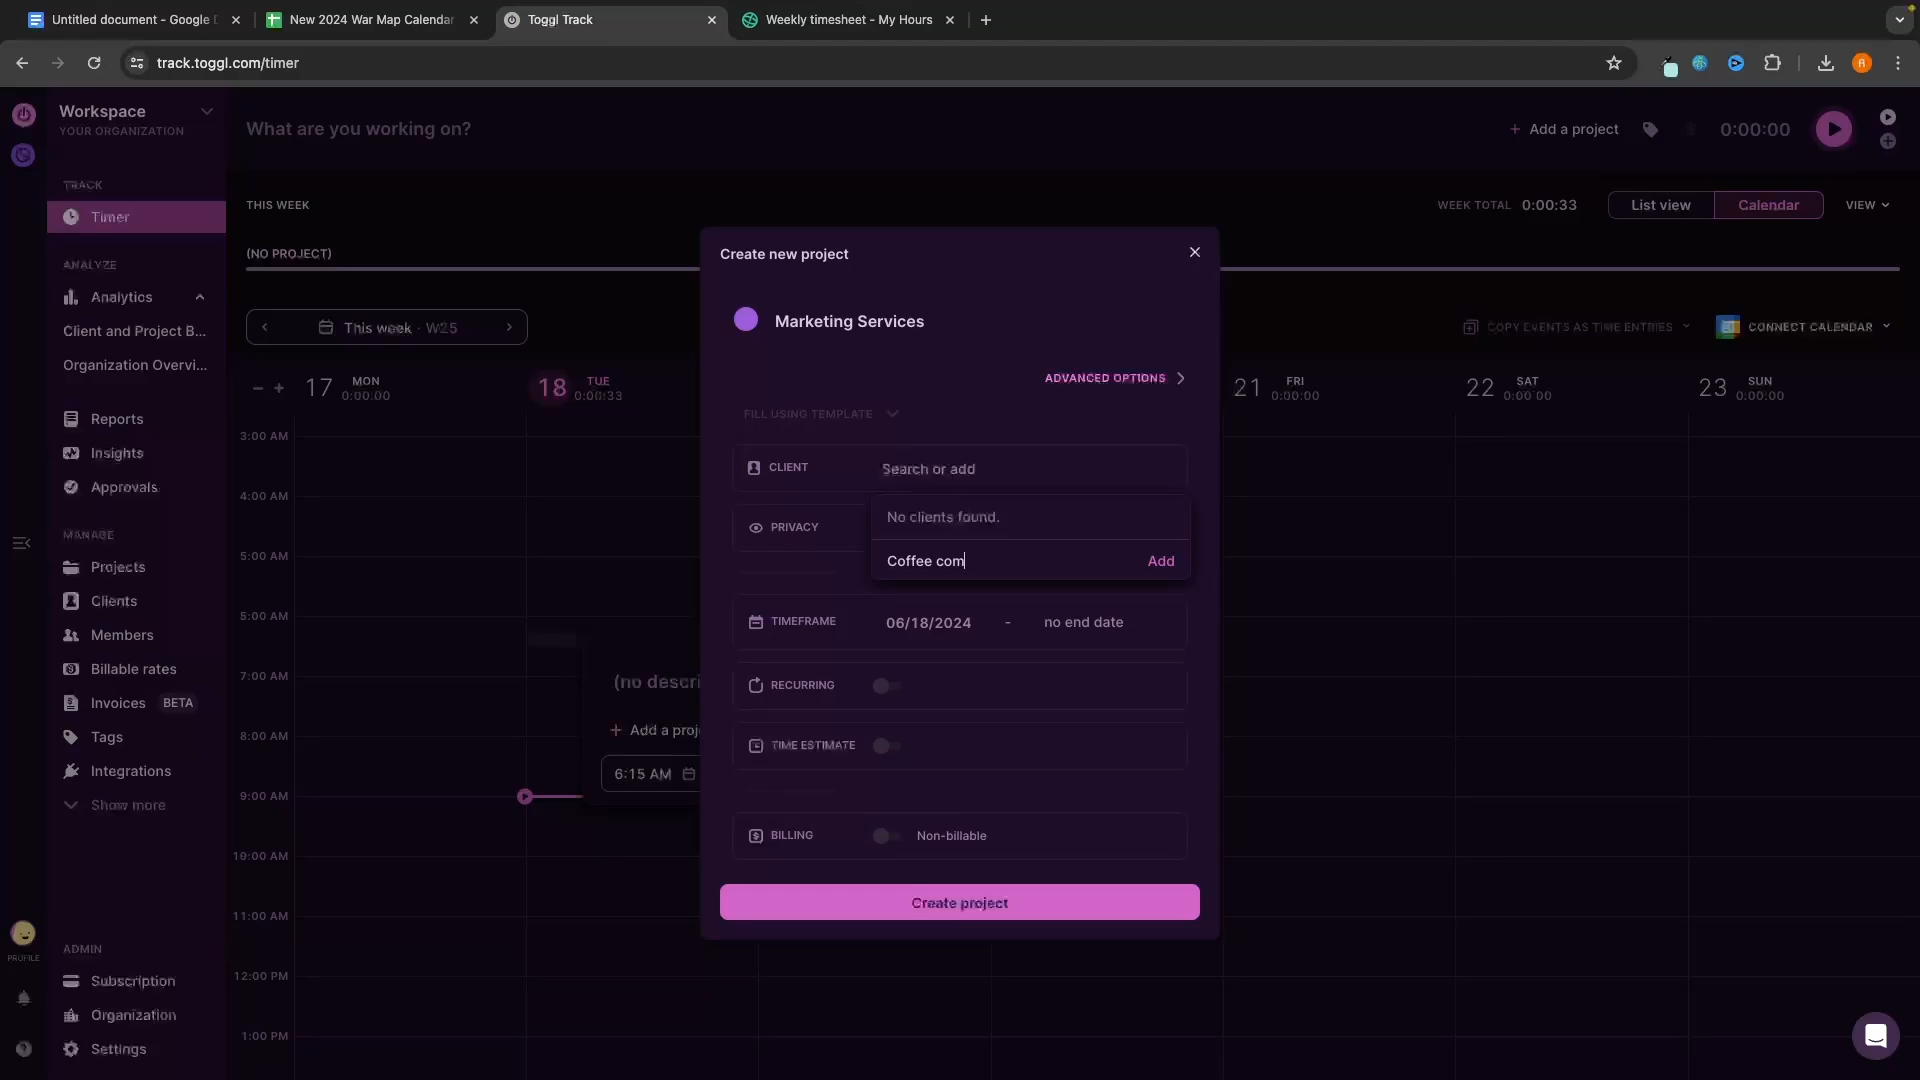 Untitled document - Google D
New 2024 War Map Calendar
Toggl Track
Weekly timesheet - My Hours
track.toggl.com/timer
Workspace
YOUR ORGANIZATION
What are you working on?
Add a project
0:00:00
TRACK
Timer
THIS WEEK
WEEK TOTAL 0:00:33
List view
Calendar
VIEW
(NO PROJECT)
ANALYZE
Analytics
Client and Project B...
Organization Overvi...
Reports
Insights
Approvals
MANAGE
Projects
Clients
Members
Billable rates
Invoices BETA
Tags
Integrations
Show more
PROFILE
ADMIN
Subscription
Organization
Settings
This week · W25
COPY EVENTS AS TIME ENTRIES
CONNECT CALENDAR
17 MON 0:00:00
18 TUE 0:00:33
21 FRI 0:00:00
22 SAT 0:00:00
23 SUN 0:00:00
3:00 AM
4:00 AM
5:00 AM
6:00 AM
7:00 AM
8:00 AM
9:00 AM
10:00 AM
11:00 AM
12:00 PM
1:00 PM
(no descri
Add a proj
6:15 AM
Create new project
Marketing Services
ADVANCED OPTIONS
FILL USING TEMPLATE
CLIENT
Search or add
No clients found.
PRIVACY
Coffee com
Add
TIMEFRAME
06/18/2024 - no end date
RECURRING
TIME ESTIMATE
BILLING
Non-billable
Create project